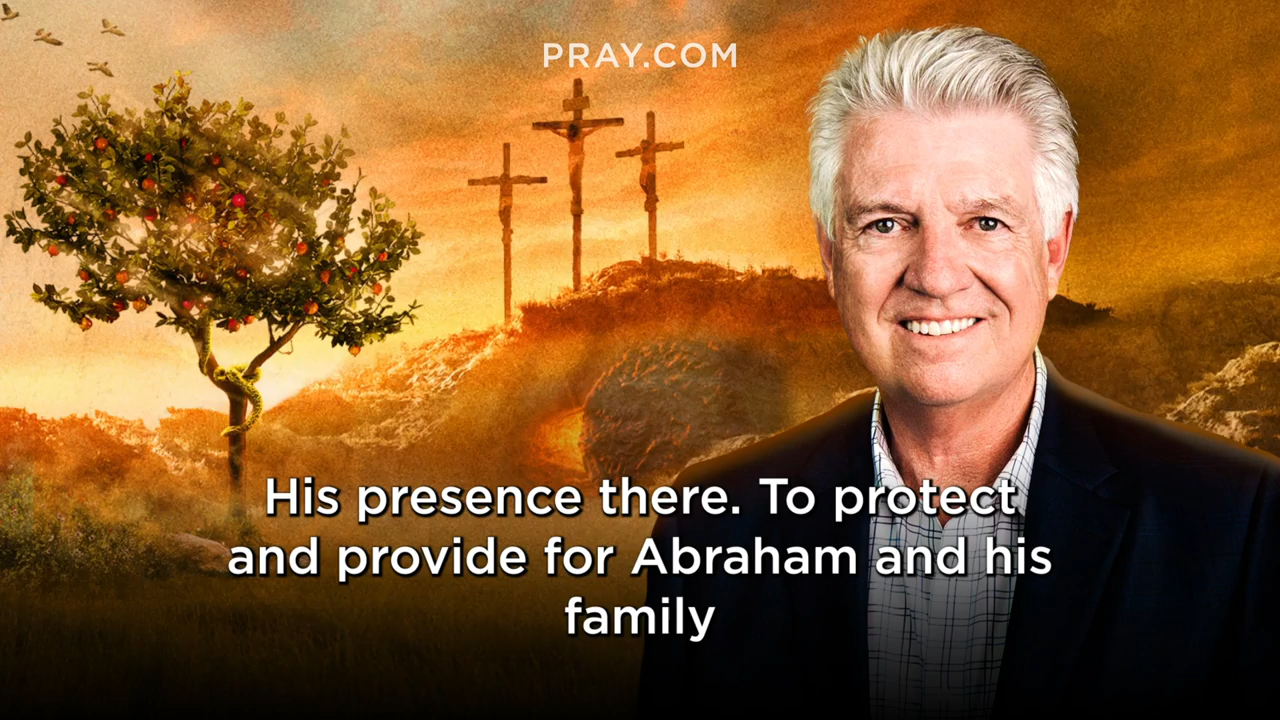 PRAY.COM
His presence there. To protect
and provide for Abraham and his
family